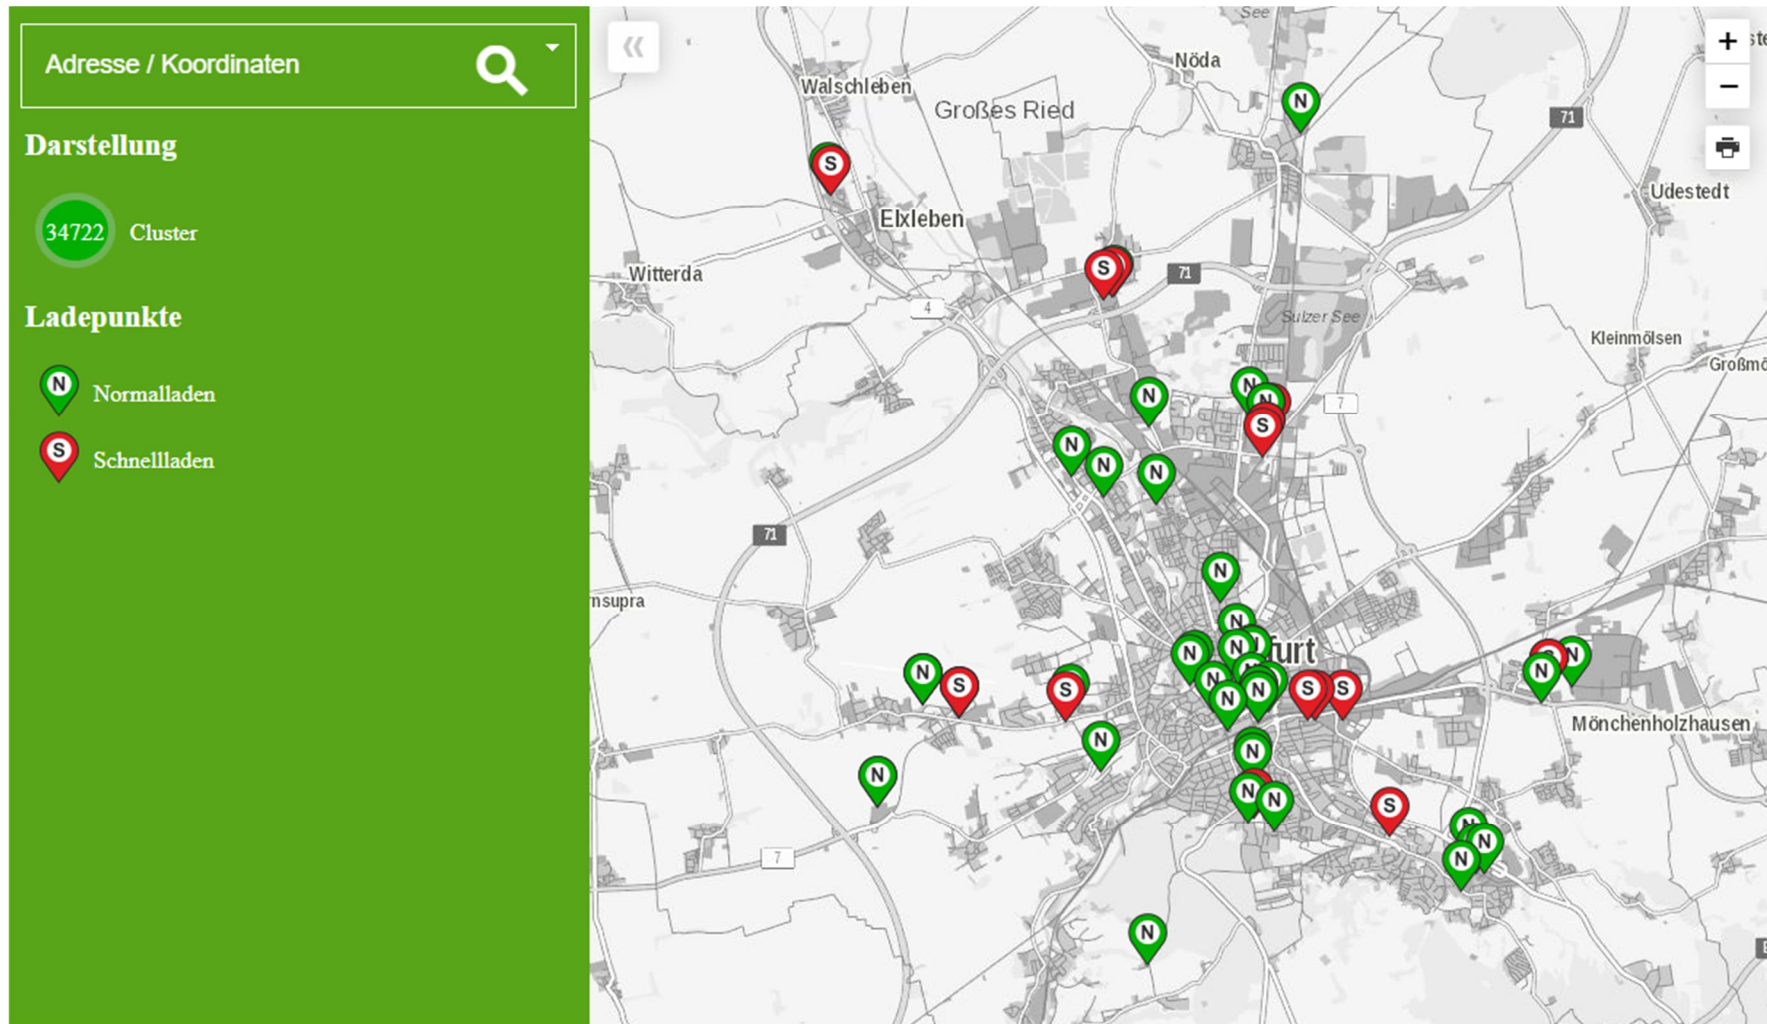 Adresse / Koordinaten
Darstellung
34722 Cluster
Ladepunkte
N Normalladen
S Schnellladen
«
See
+
−
Nöda
Walschleben
Großes Ried
N
71
S
Udestedt
Elxleben
Witterda
S
71
4
Sulzer See
Kleinmölsen
N
N
N
7
S
N
N
N
71
N
nsupra
N
N
N
furt
N
N
N
S
S
N
N
S
S
N
N
Mönchenholzhausen
N
N
N
N
N
S
N
N
N
7
N